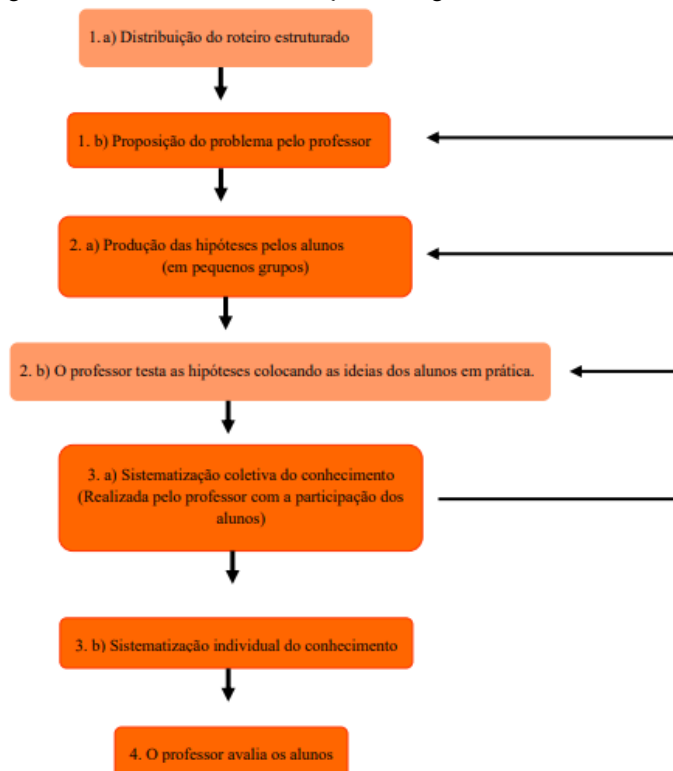 1. a) Distribuição do roteiro estruturado
1. b) Proposição do problema pelo professor
2. a) Produção das hipóteses pelos alunos
(em pequenos grupos)
2. b) O professor testa as hipóteses colocando as ideias dos alunos em prática.
3. a) Sistematização coletiva do conhecimento
(Realizada pelo professor com a participação dos
alunos)
3. b) Sistematização individual do conhecimento
4. O professor avalia os alunos